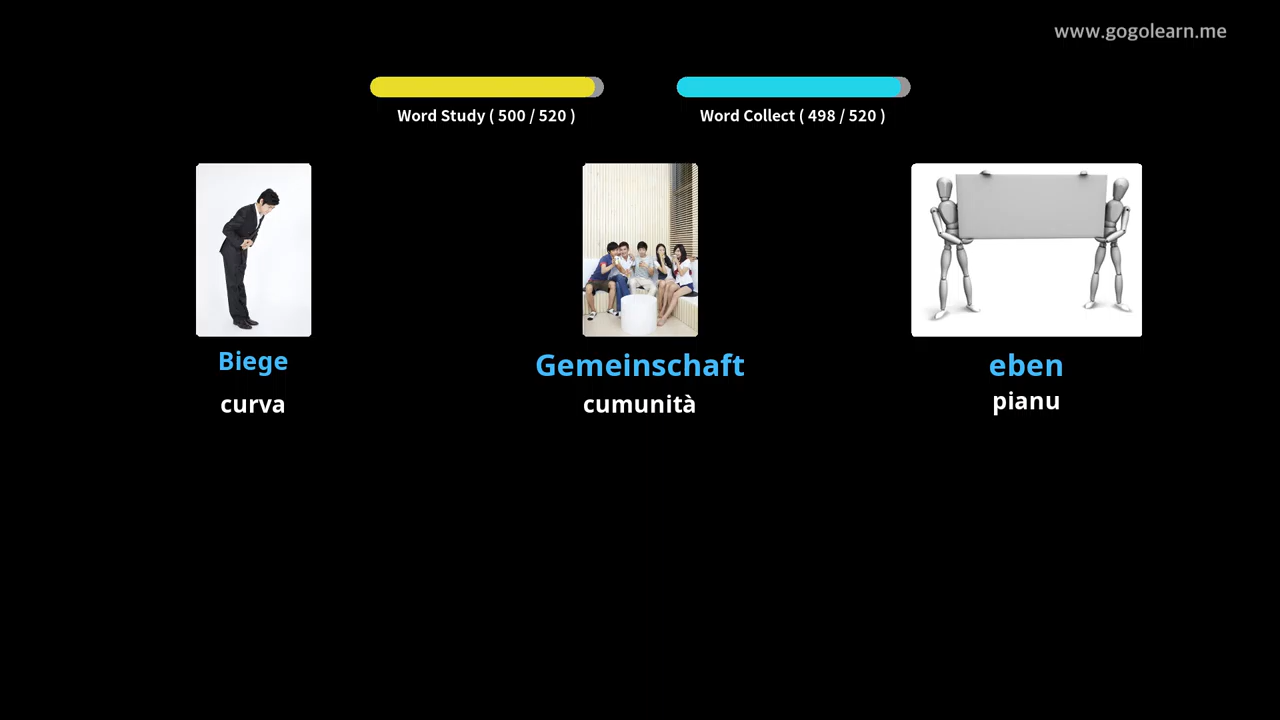 www.gogolearn.me
Word Study ( 500 / 520 )
Word Collect ( 498 / 520 )
Biege
Gemeinschaft
eben
curva
cumunità
pianu